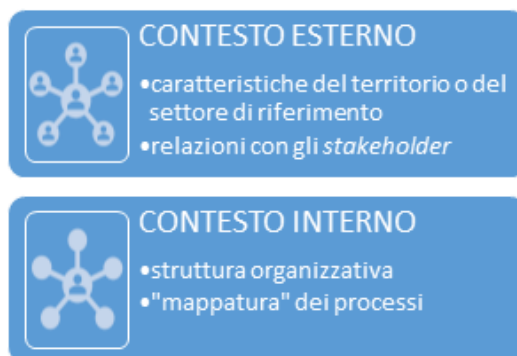 CONTESTO ESTERNO
•caratteristiche del territorio o del
settore di riferimento
•relazioni con gli stakeholder
CONTESTO INTERNO
•struttura organizzativa
•"mappatura" dei processi